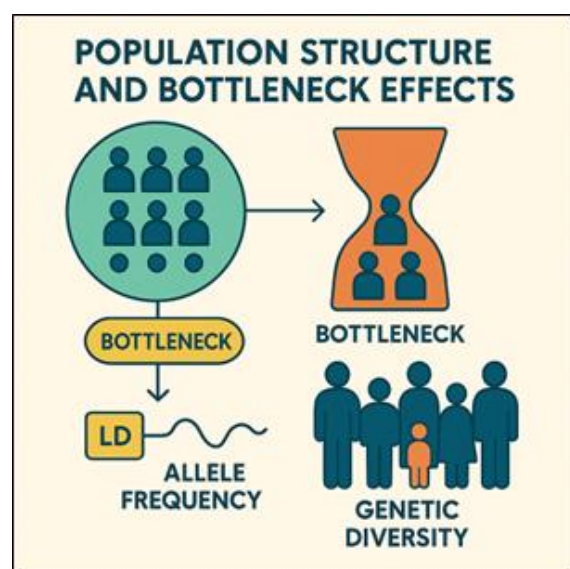 POPULATION STRUCTURE
AND BOTTLENECK EFFECTS
BOTTLENECK
BOTTLENECK
LD
ALLELE
FREQUENCY
GENETIC
DIVERSITY